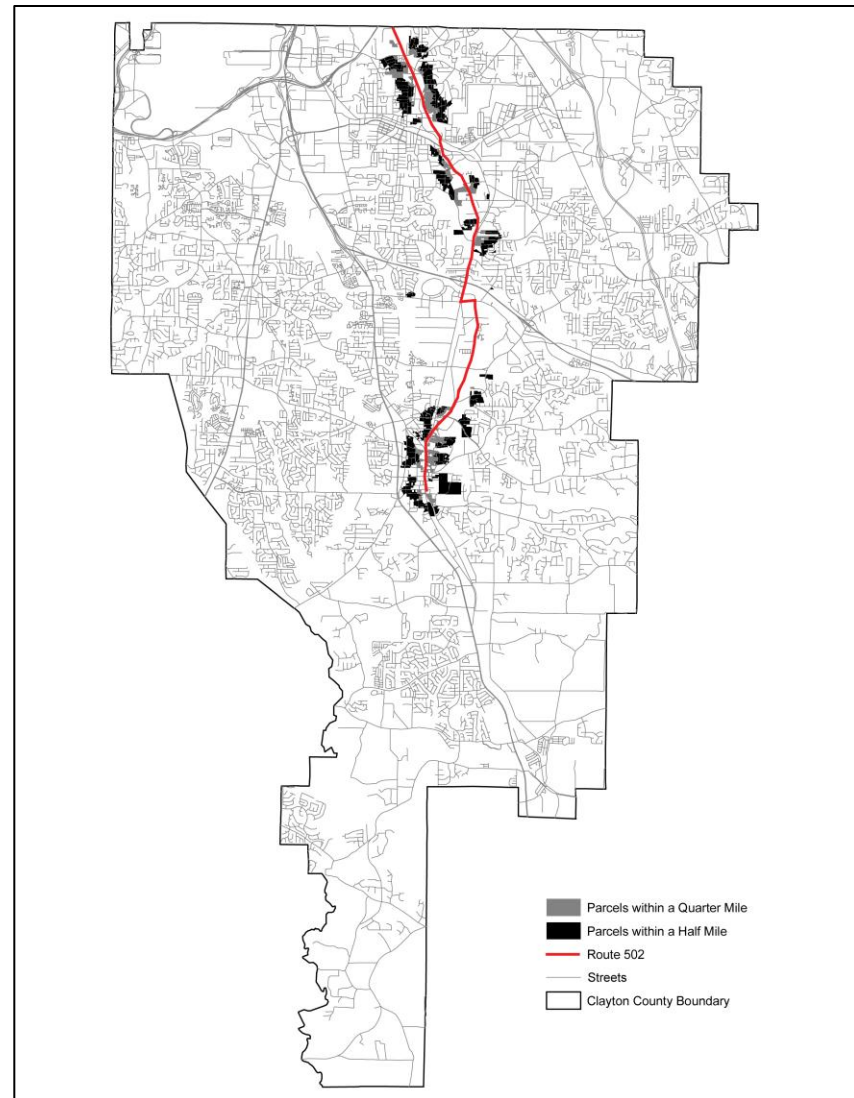 Parcels within a Quarter Mile
Parcels within a Half Mile
Route 502
Streets
Clayton County Boundary